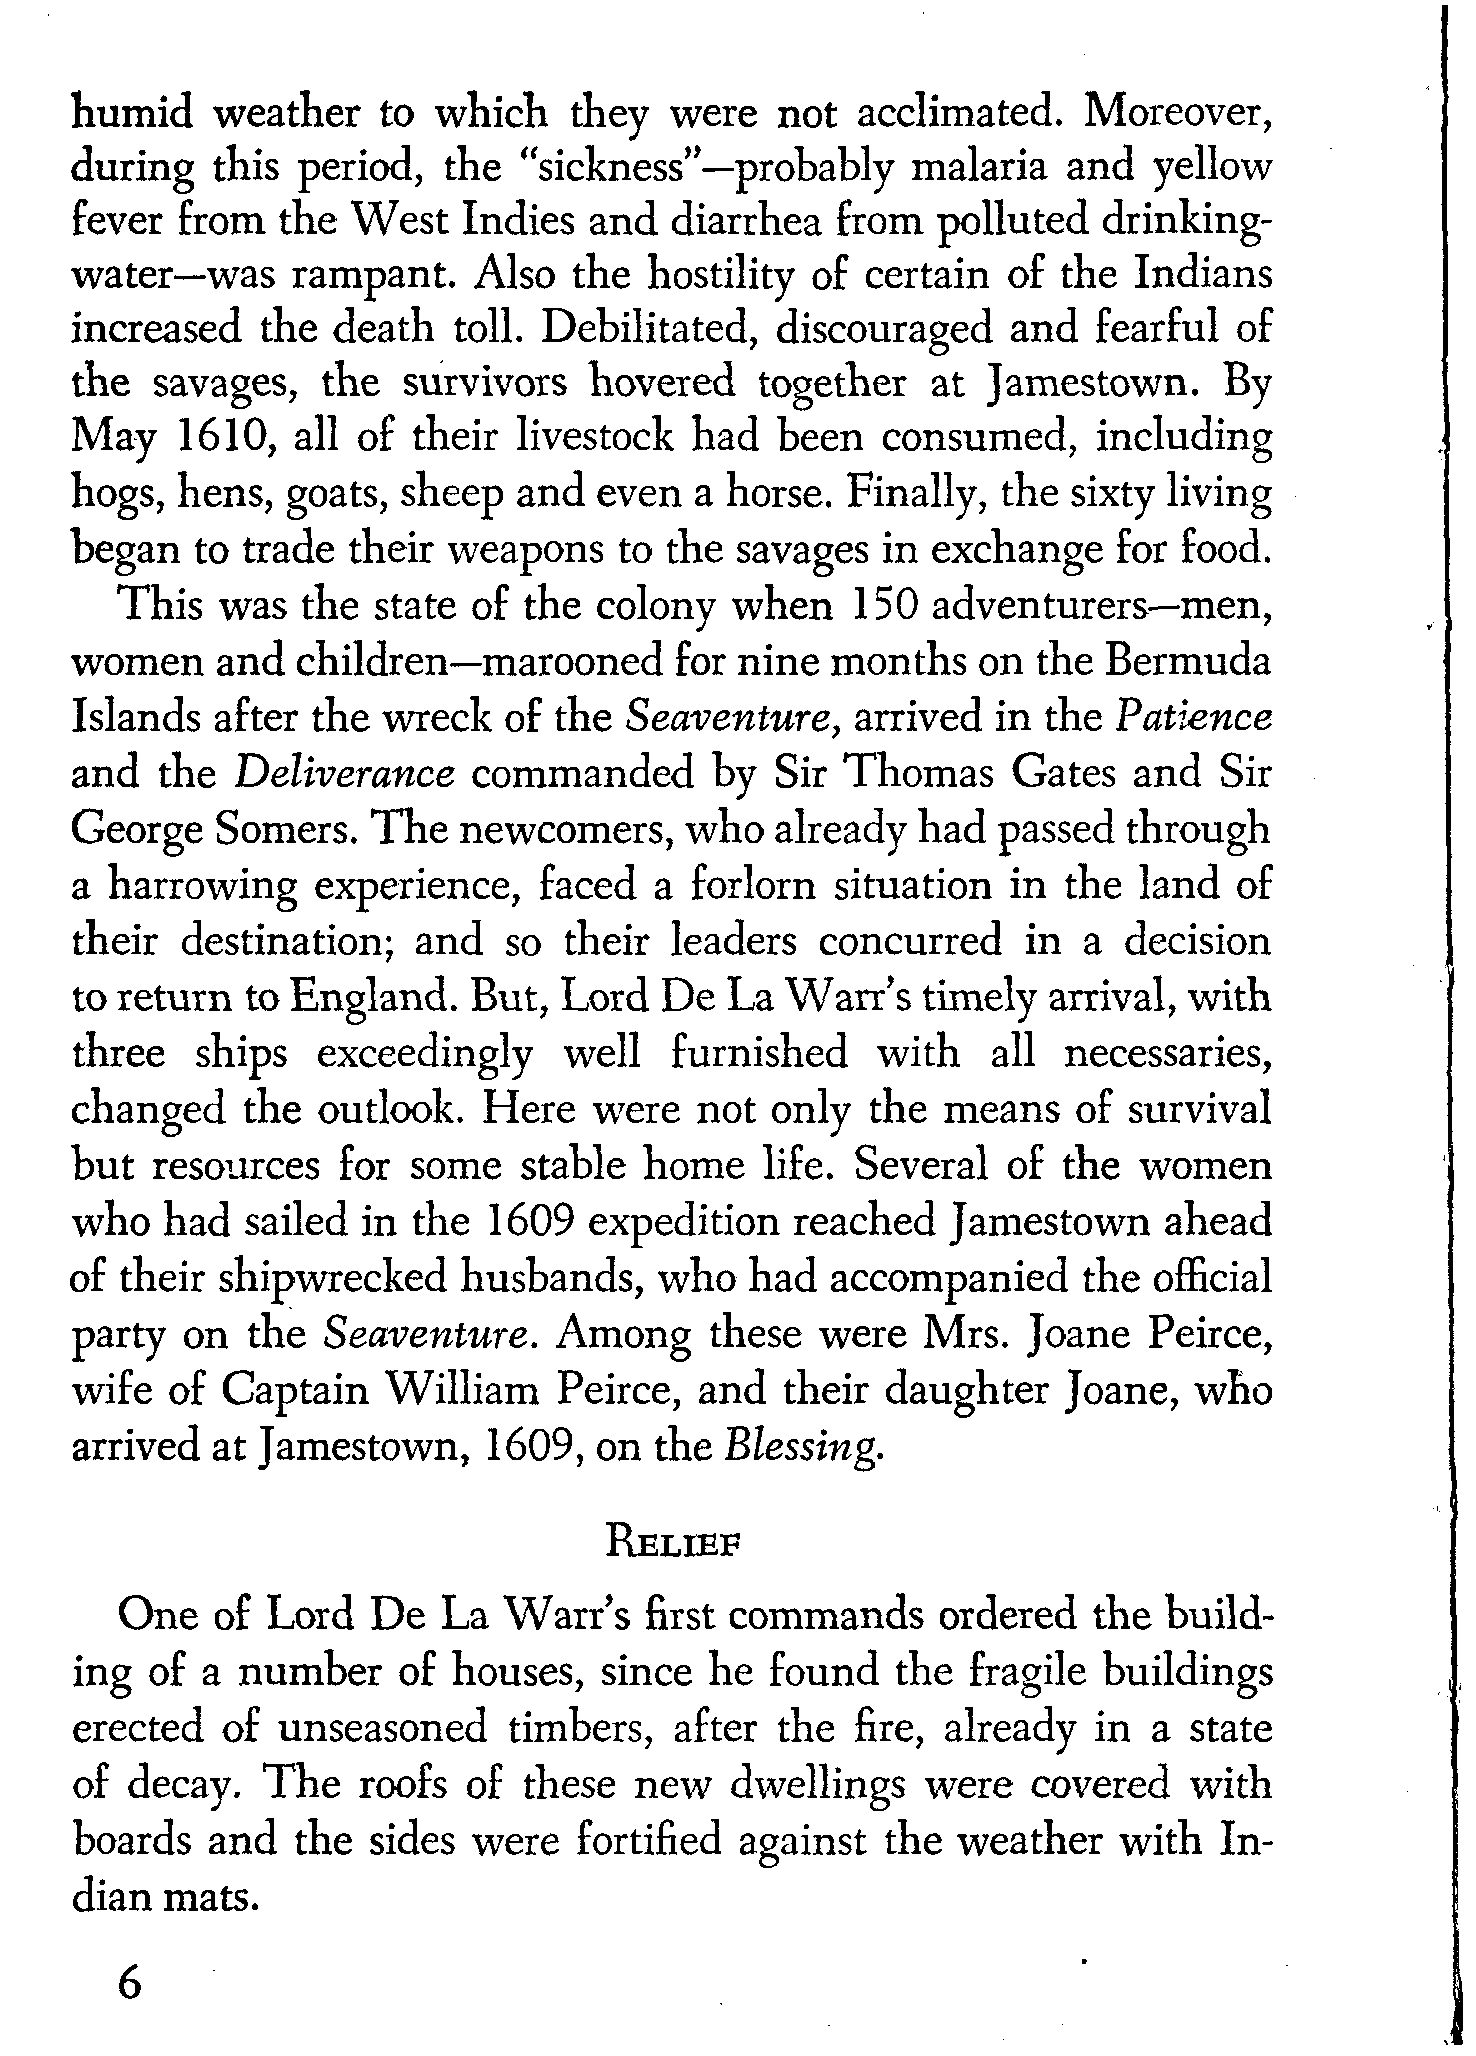 humid weather to which they were not acclimated. Moreover,
during this period, the “sickness”—probably malaria and yellow
fever from the West Indies and diarrhea from polluted drinking-
water—was rampant. Also the hostility of certain of the Indians
increased the death toll. Debilitated, discouraged and fearful of
the savages, the survivors hovered together at Jamestown. By
May 1610, all of their livestock had been consumed, including
hogs, hens, goats, sheep and even a horse. Finally, the sixty living
began to trade their weapons to the savages in exchange for food.
This was the state of the colony when 150 adventurers—men,
women and children—marooned for nine months on the Bermuda
Islands after the wreck of the Seaventure, arrived in the Patience
and the Deliverance commanded by Sir Thomas Gates and Sir
George Somers. The newcomers, who already had passed through
a harrowing experience, faced a forlorn situation in the land of
their destination; and so their leaders concurred in a decision
to return to England. But, Lord De La Warr’s timely arrival, with
three ships exceedingly well furnished with all necessaries,
changed the outlook. Here were not only the means of survival
but resources for some stable home life. Several of the women
who had sailed in the 1609 expedition reached Jamestown ahead
of their shipwrecked husbands, who had accompanied the official
party on the Seaventure. Among these were Mrs. Joane Peirce,
wife of Captain William Peirce, and their daughter Joane, who
arrived at Jamestown, 1609, on the Blessing.
RELIEF
One of Lord De La Warr’s first commands ordered the build-
ing of a number of houses, since he found the fragile buildings
erected of unseasoned timbers, after the fire, already in a state
of decay. The roofs of these new dwellings were covered with
boards and the sides were fortified against the weather with In-
dian mats.
6